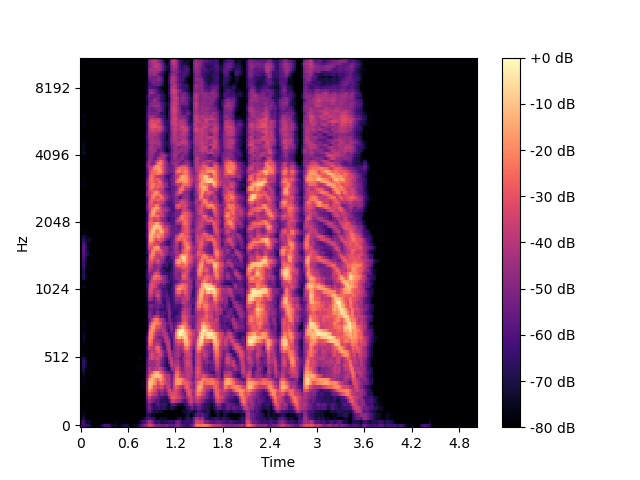 8192
4096
2048
1024
512
0
Hz
0 0.6 1.2 1.8 2.4 3 3.6 4.2 4.8
Time
+0 dB
-10 dB
-20 dB
-30 dB
-40 dB
-50 dB
-60 dB
-70 dB
-80 dB